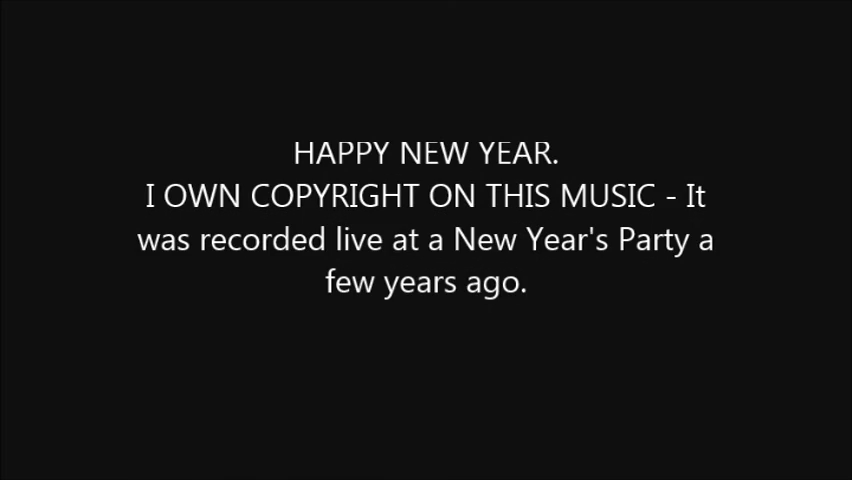 HAPPY NEW YEAR.
I OWN COPYRIGHT ON THIS MUSIC - It
was recorded live at a New Year's Party a
few years ago.